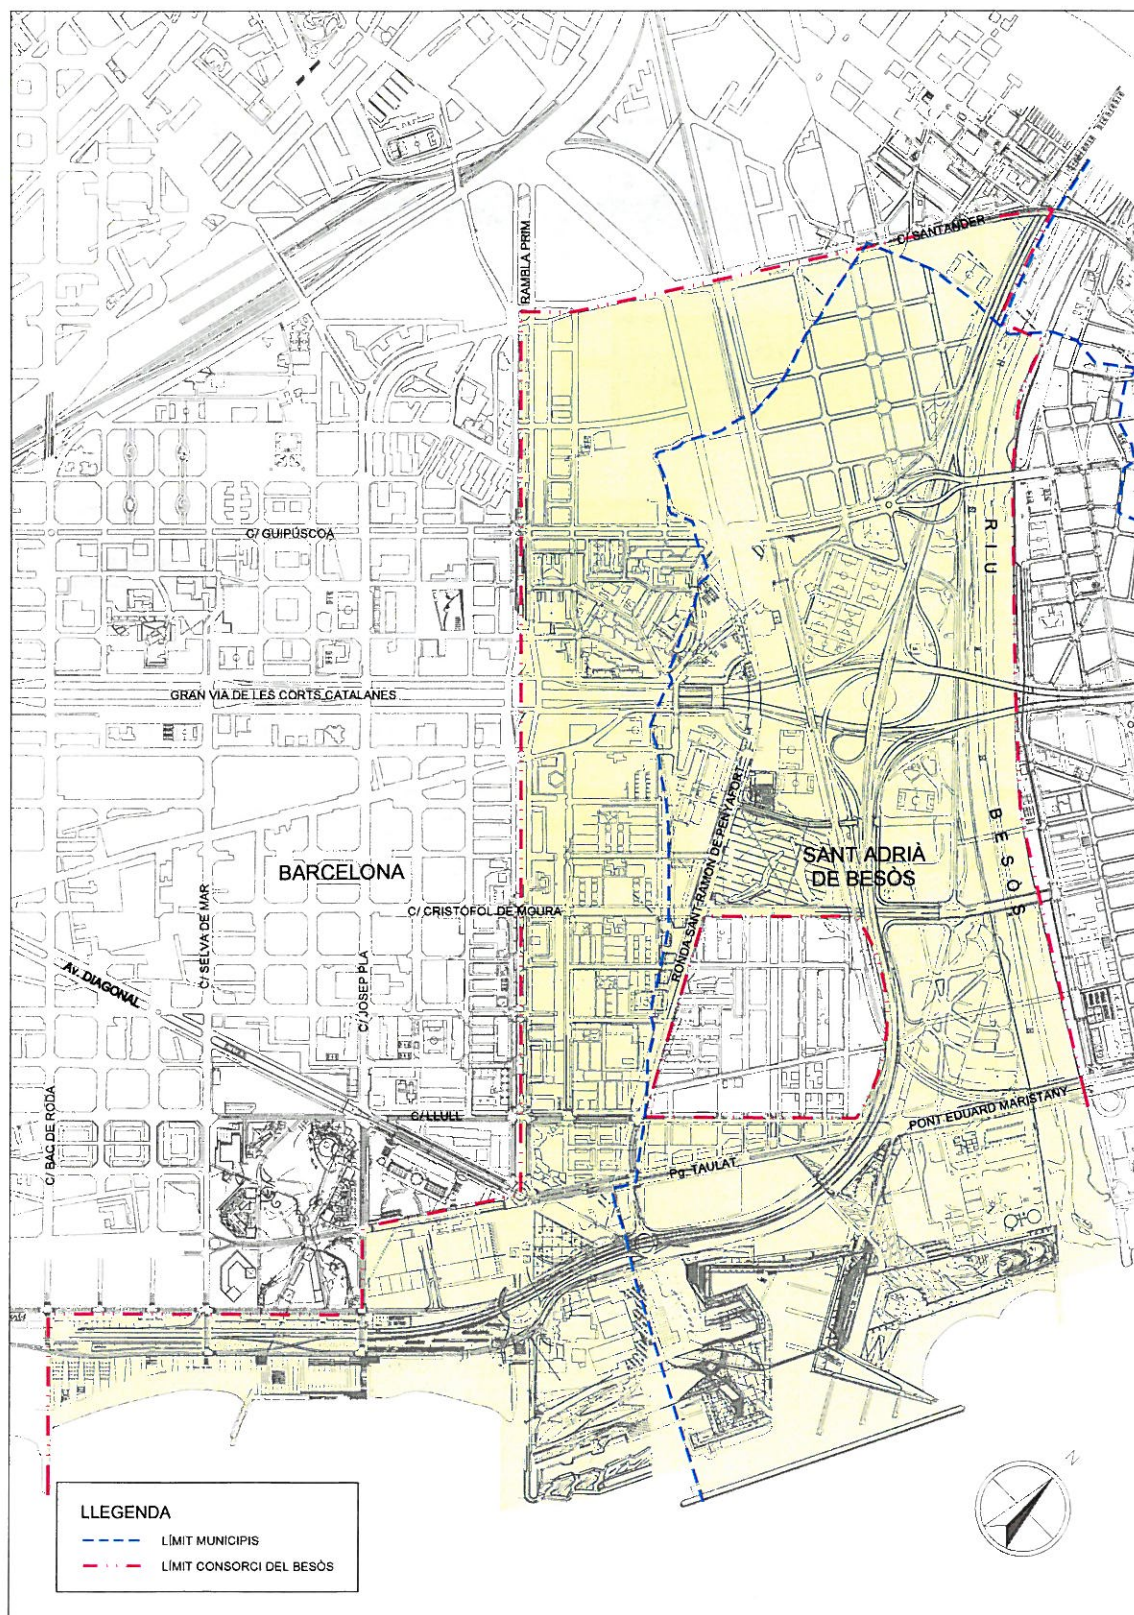 C/ SANTANDER
RAMBLA PRIM
C/ GUIPÚSCOA
RIU
GRAN VIA DE LES CORTS CATALANES
RONDA SANT RAMON DE PENYAFORT
BESÒS
BARCELONA
SANT ADRIÀ
DE BESÒS
C/ SELVA DE MAR
C/ CRISTÒFOL DE MOURA
Av. DIAGONAL
C/ JOSEP PLA
C/ BAC DE RODA
C/ LLULL
PONT EDUARD MARISTANY
Pg. TAULAT
N
LLEGENDA
LÍMIT MUNICIPIS
LÍMIT CONSORCI DEL BESÒS